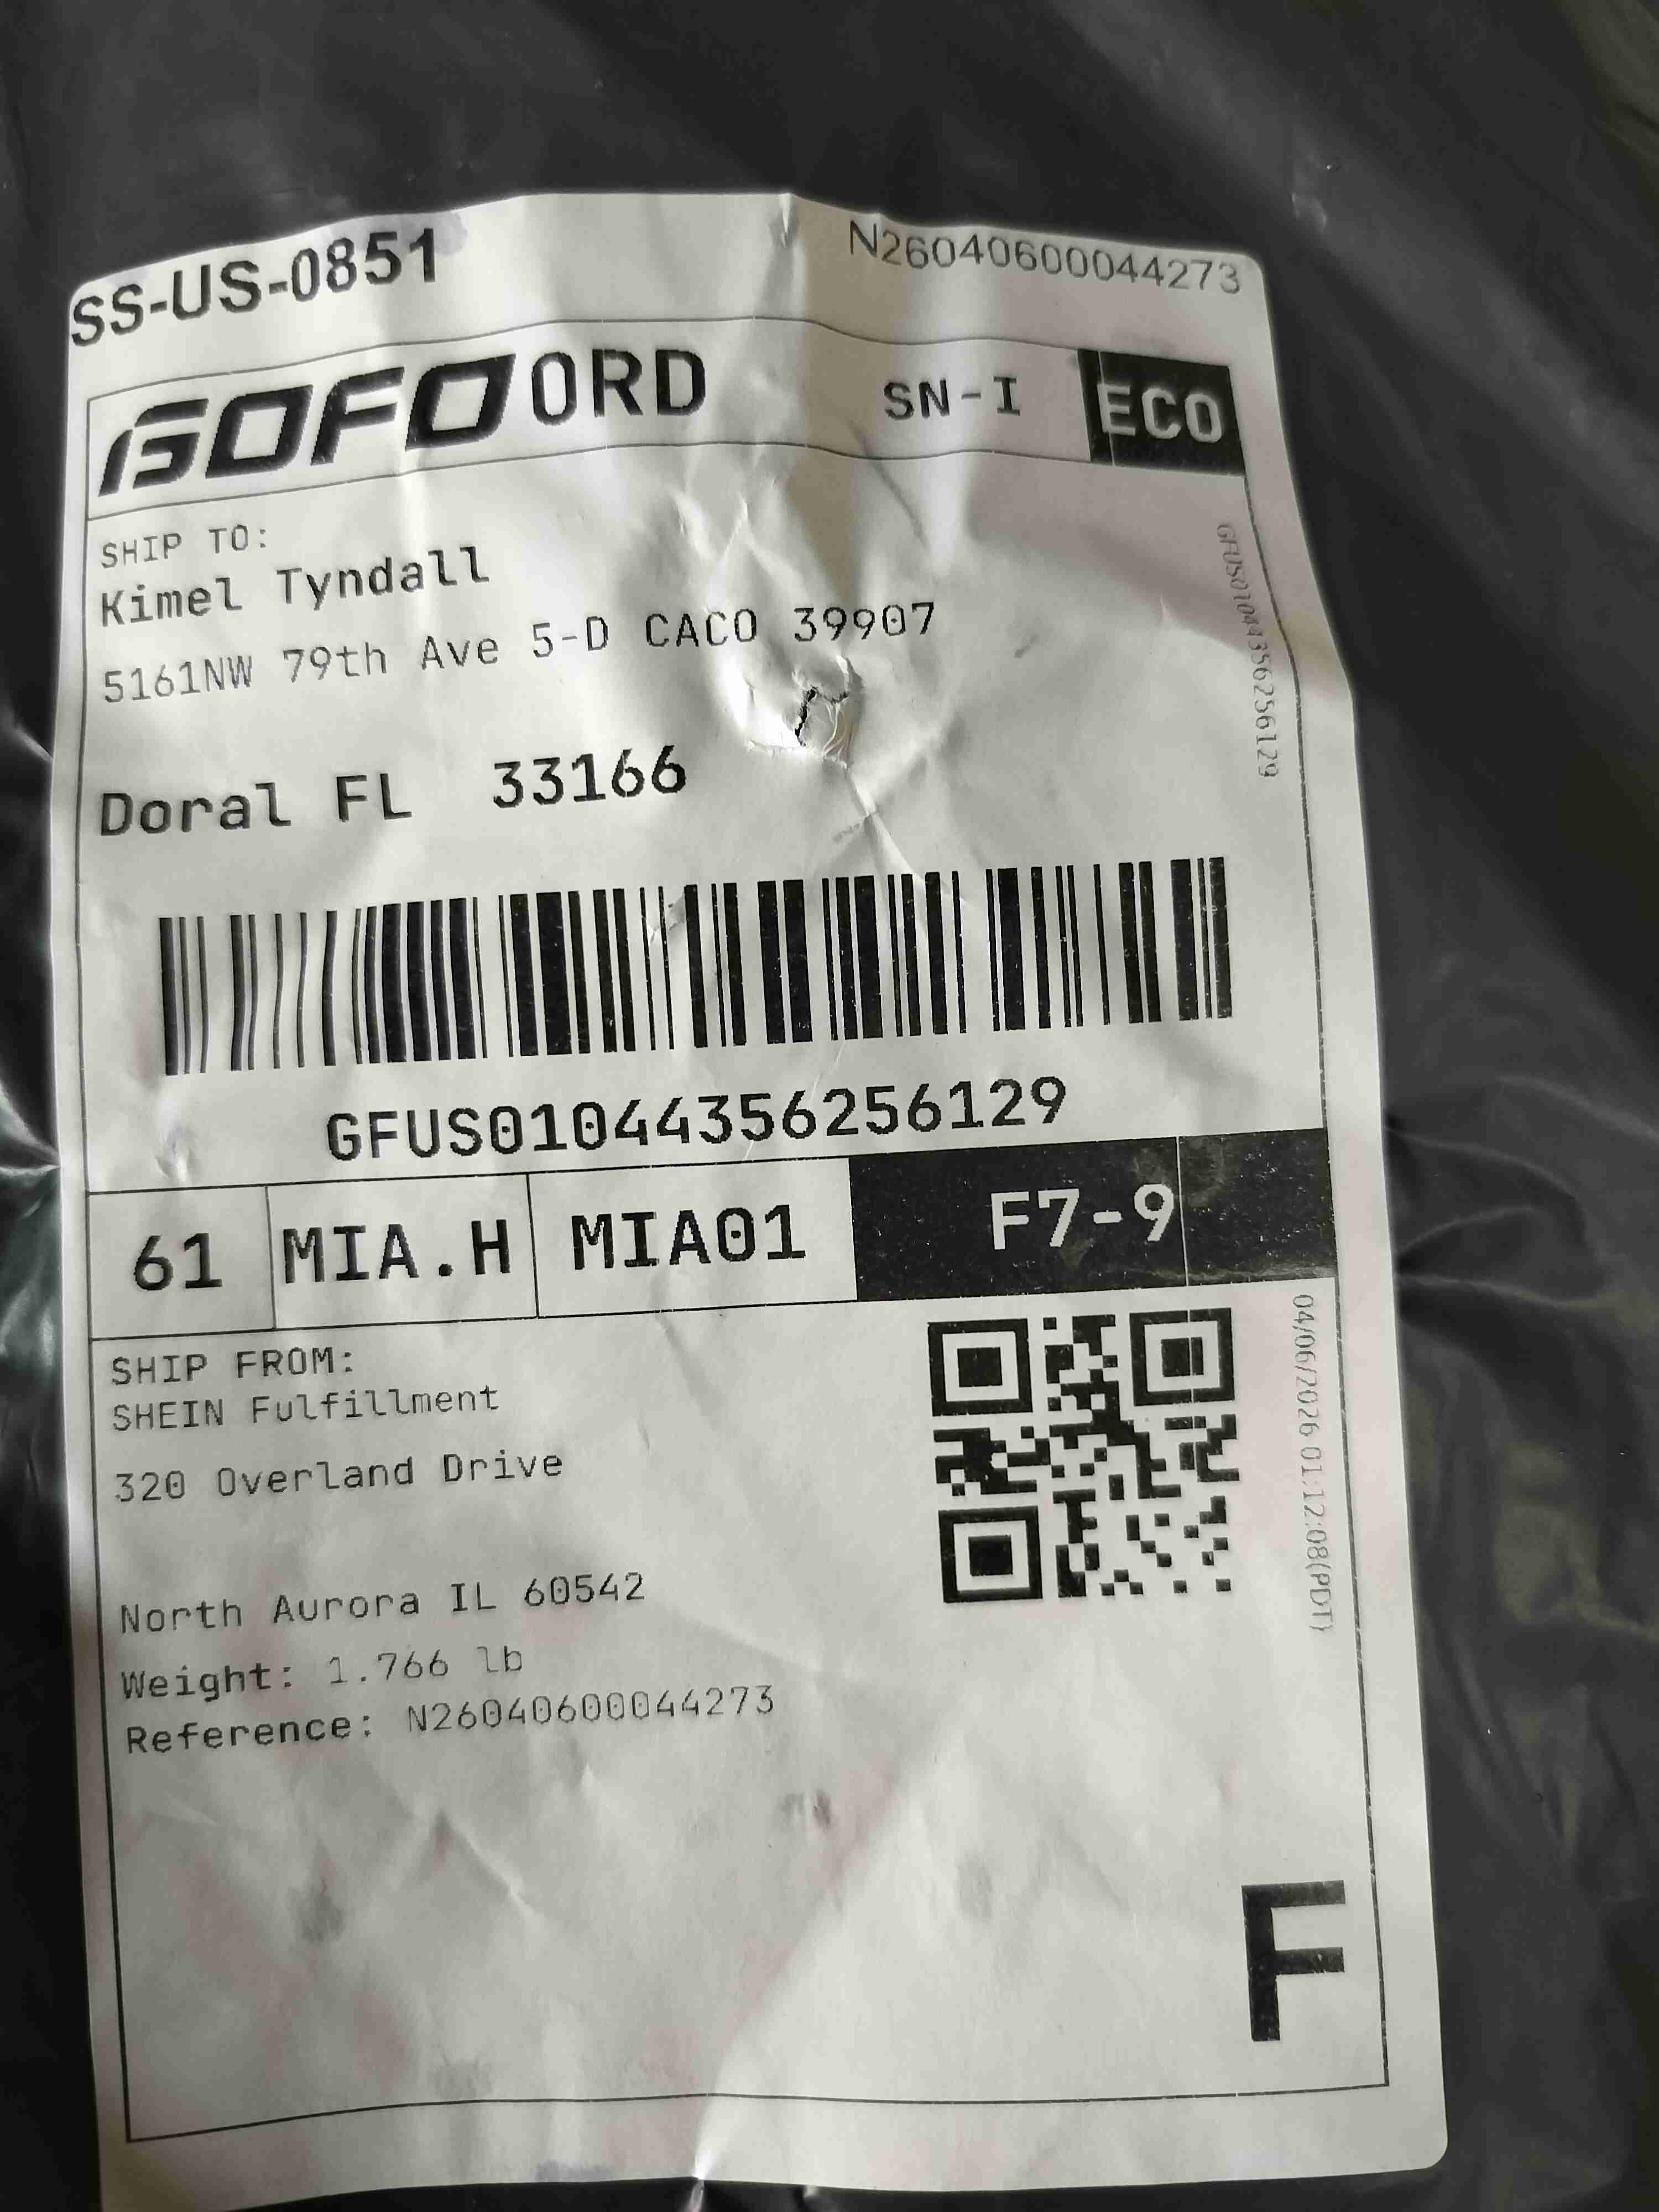 SS-US-0851 N26040600044273
GOFO ORD SN-I ECO
SHIP TO:
Kimel Tyndall
5161NW 79th Ave 5-D CACO 39907
Doral FL 33166
GFUS01044356256129
GFUS01044356256129
61 MIA.H MIA01 F7-9
SHIP FROM:
SHEIN Fulfillment
320 Overland Drive
North Aurora IL 60542
Weight: 1.766 lb
Reference: N26040600044273
04/06/2026 01:12:08(PDT)
F